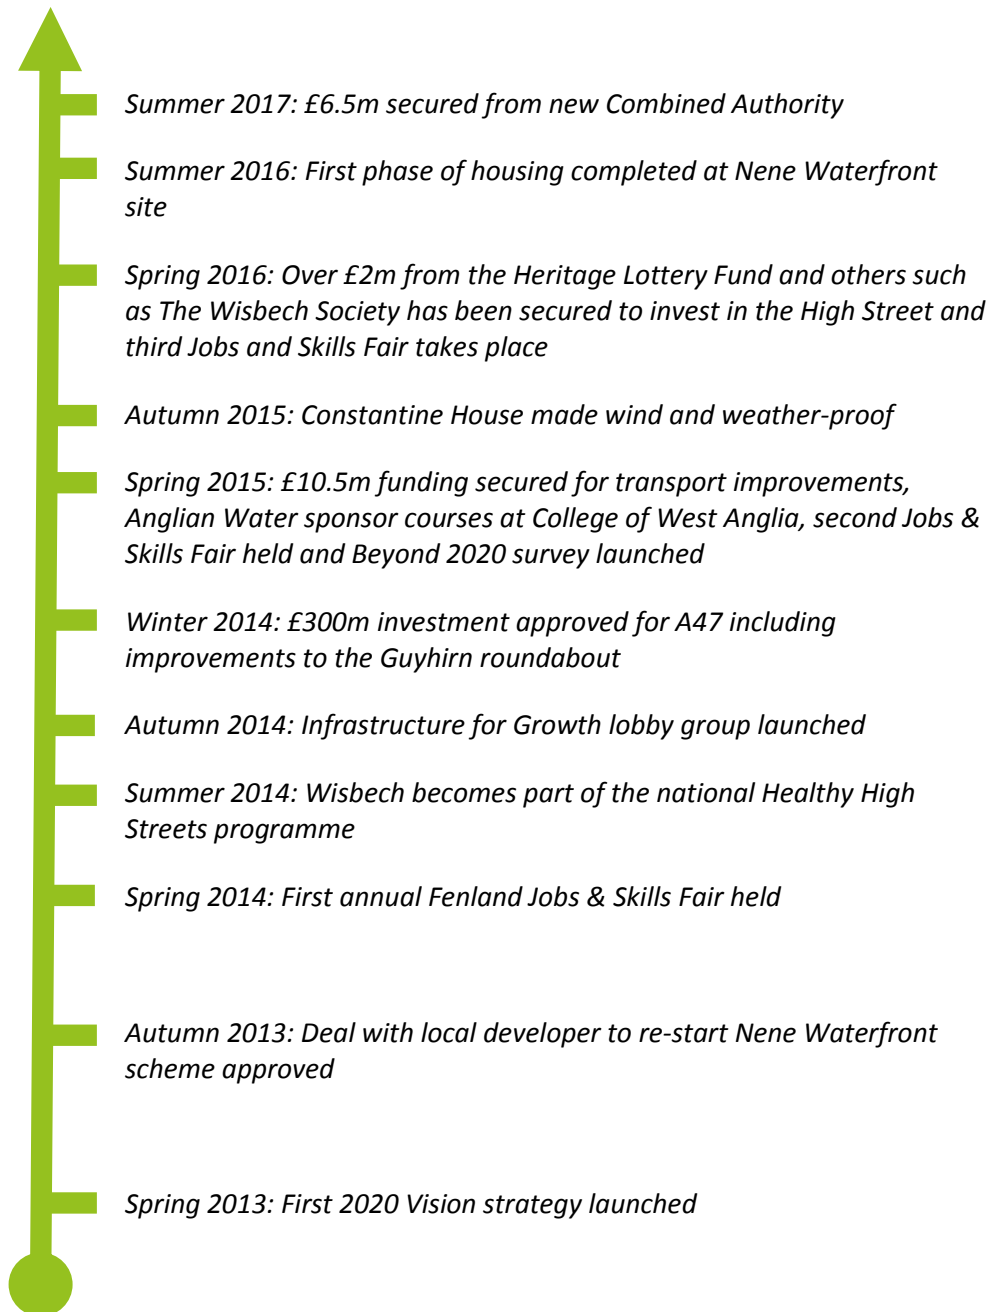 Summer 2017: £6.5m secured from new Combined Authority
Summer 2016: First phase of housing completed at Nene Waterfront
site
Spring 2016: Over £2m from the Heritage Lottery Fund and others such
as The Wisbech Society has been secured to invest in the High Street and
third Jobs and Skills Fair takes place
Autumn 2015: Constantine House made wind and weather-proof
Spring 2015: £10.5m funding secured for transport improvements,
Anglian Water sponsor courses at College of West Anglia, second Jobs &
Skills Fair held and Beyond 2020 survey launched
Winter 2014: £300m investment approved for A47 including
improvements to the Guyhirn roundabout
Autumn 2014: Infrastructure for Growth lobby group launched
Summer 2014: Wisbech becomes part of the national Healthy High
Streets programme
Spring 2014: First annual Fenland Jobs & Skills Fair held
Autumn 2013: Deal with local developer to re-start Nene Waterfront
scheme approved
Spring 2013: First 2020 Vision strategy launched